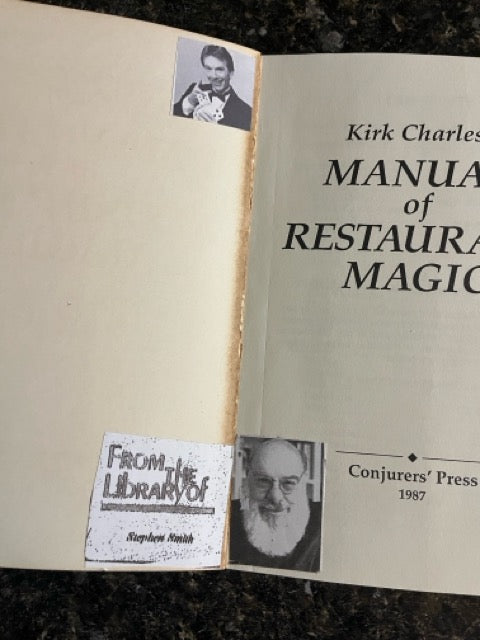 FROM THE
LIBRARY of
Stephen Smith
Kirk Charles
MANUA
of
RESTAURA
MAGIC
Conjurers' Press
1987